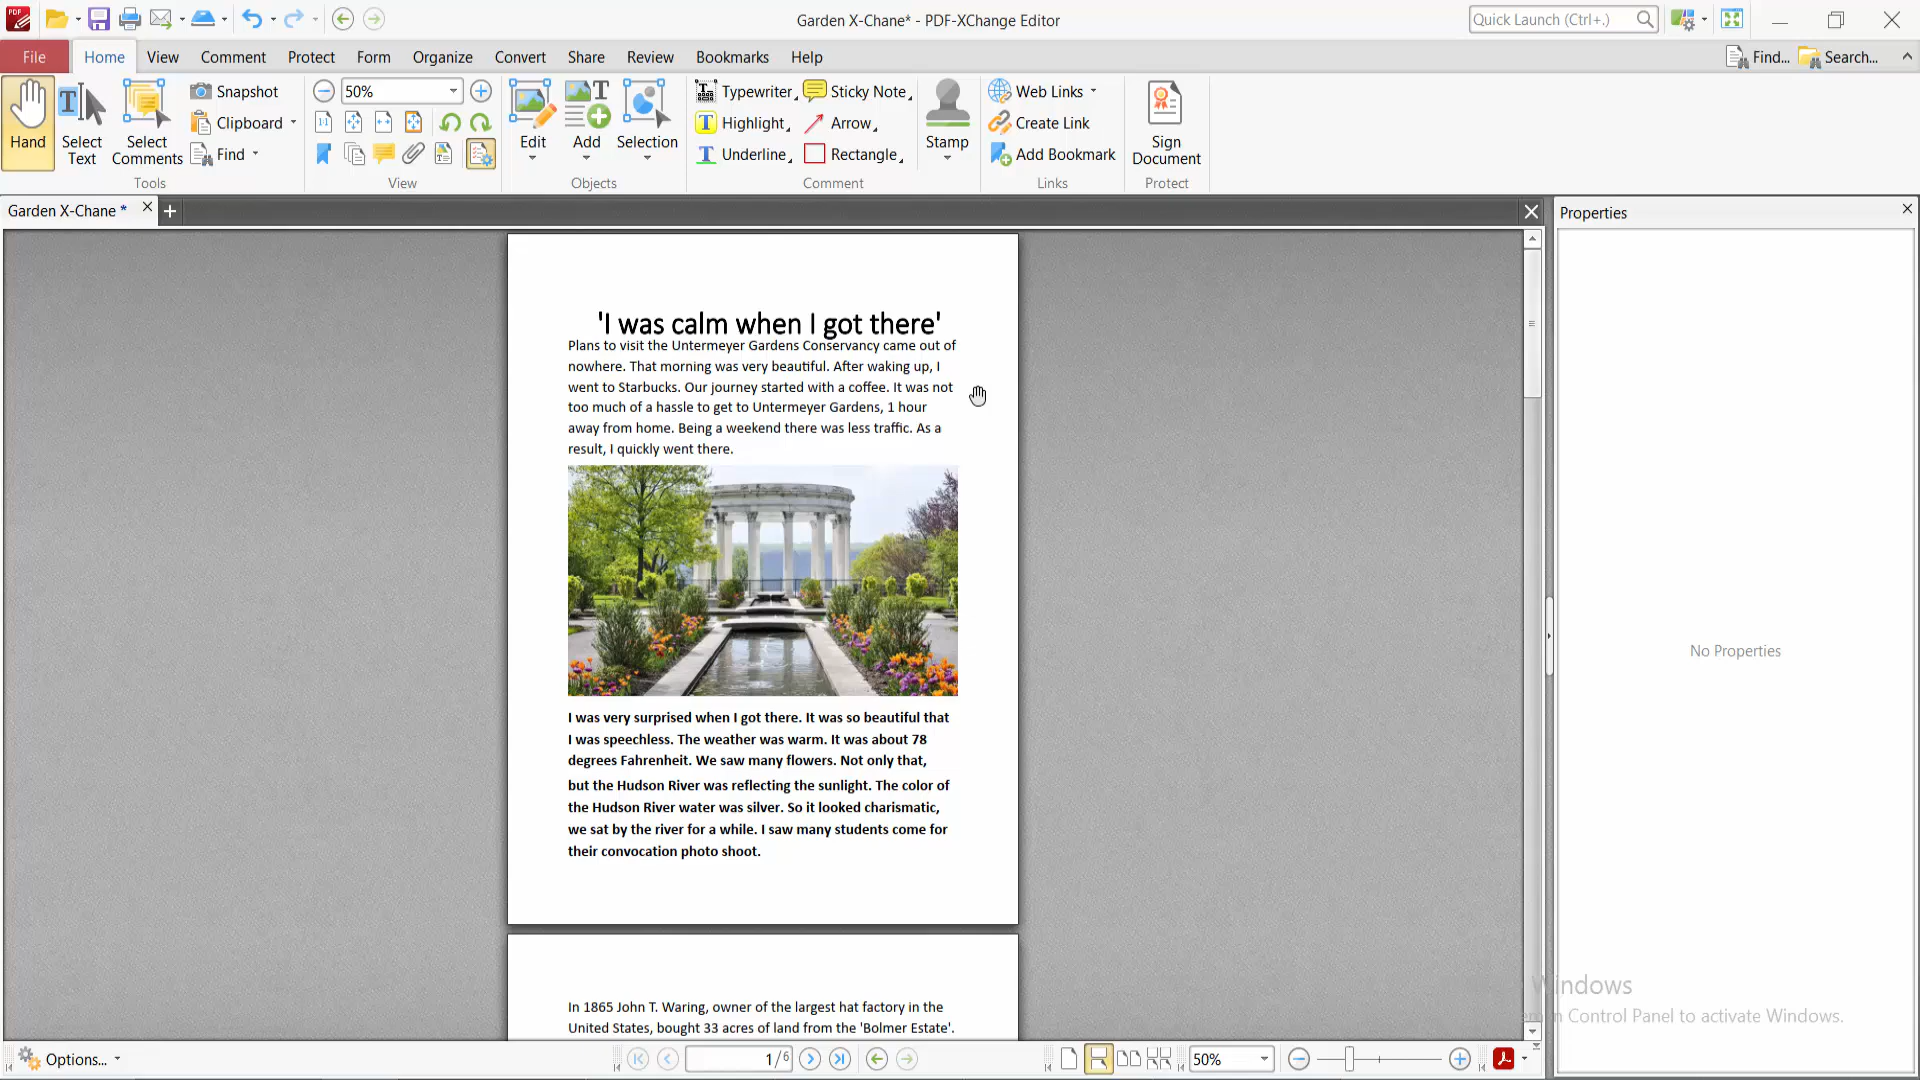 Garden X-Chane* - PDF-XChange Editor
Quick Launch (Ctrl+.)
File Home View Comment Protect Form Organize Convert Share Review Bookmarks Help
Find... Search...
Hand
Select Text
Select Comments
Snapshot
Clipboard
Find
Tools
50%
View
Edit
Add
Selection
Objects
Typewriter
Sticky Note
Highlight
Arrow
Underline
Rectangle
Stamp
Comment
Web Links
Create Link
Add Bookmark
Links
Sign Document
Protect
Garden X-Chane *
Properties
'I was calm when I got there'
Plans to visit the Untermeyer Gardens Conservancy came out of
nowhere. That morning was very beautiful. After waking up, I
went to Starbucks. Our journey started with a coffee. It was not
too much of a hassle to get to Untermeyer Gardens, 1 hour
away from home. Being a weekend there was less traffic. As a
result, I quickly went there.
I was very surprised when I got there. It was so beautiful that
I was speechless. The weather was warm. It was about 78
degrees Fahrenheit. We saw many flowers. Not only that,
but the Hudson River was reflecting the sunlight. The color of
the Hudson River water was silver. So it looked charismatic,
we sat by the river for a while. I saw many students come for
their convocation photo shoot.
In 1865 John T. Waring, owner of the largest hat factory in the
United States, bought 33 acres of land from the 'Bolmer Estate'.
No Properties
Windows
Control Panel to activate Windows.
Options...
1/6
50%